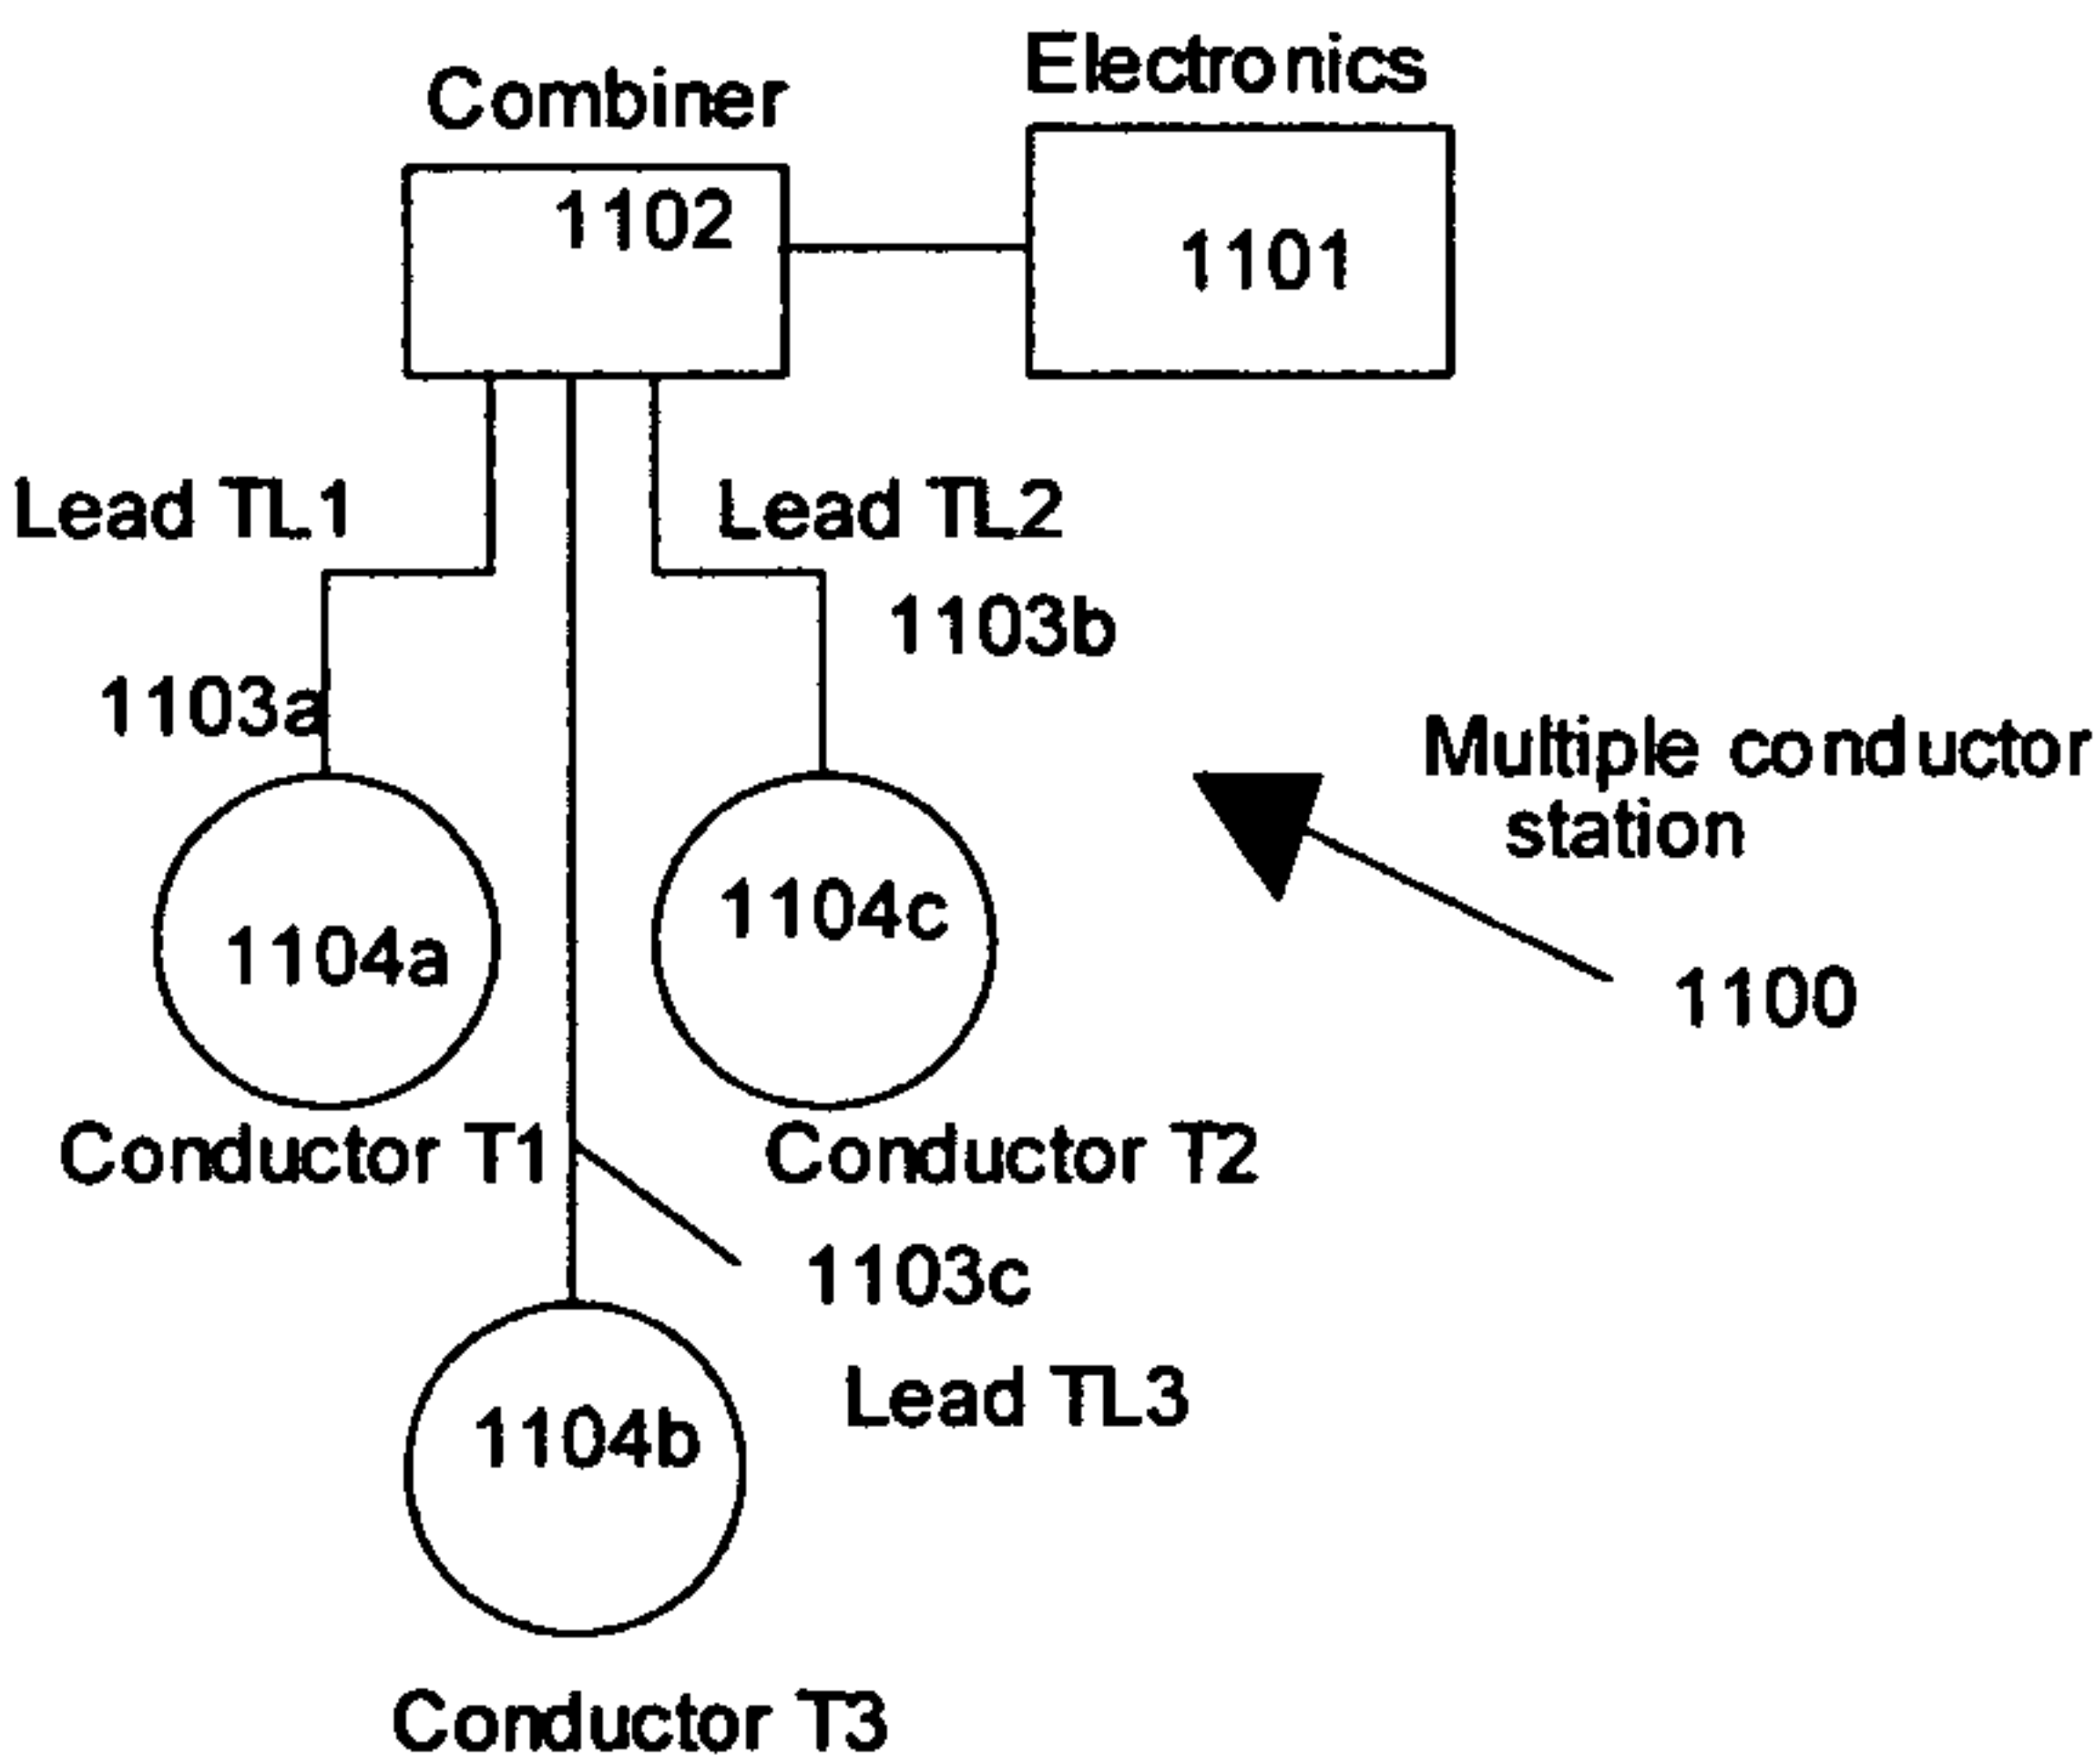 Electronics
Combiner
1102
1101
Lead TL1
Lead TL2
1103b
1103a
Multiple conductor
station
1104c
1104a
1100
Conductor T1
Conductor T2
1103c
Lead TL3
1104b
Conductor T3